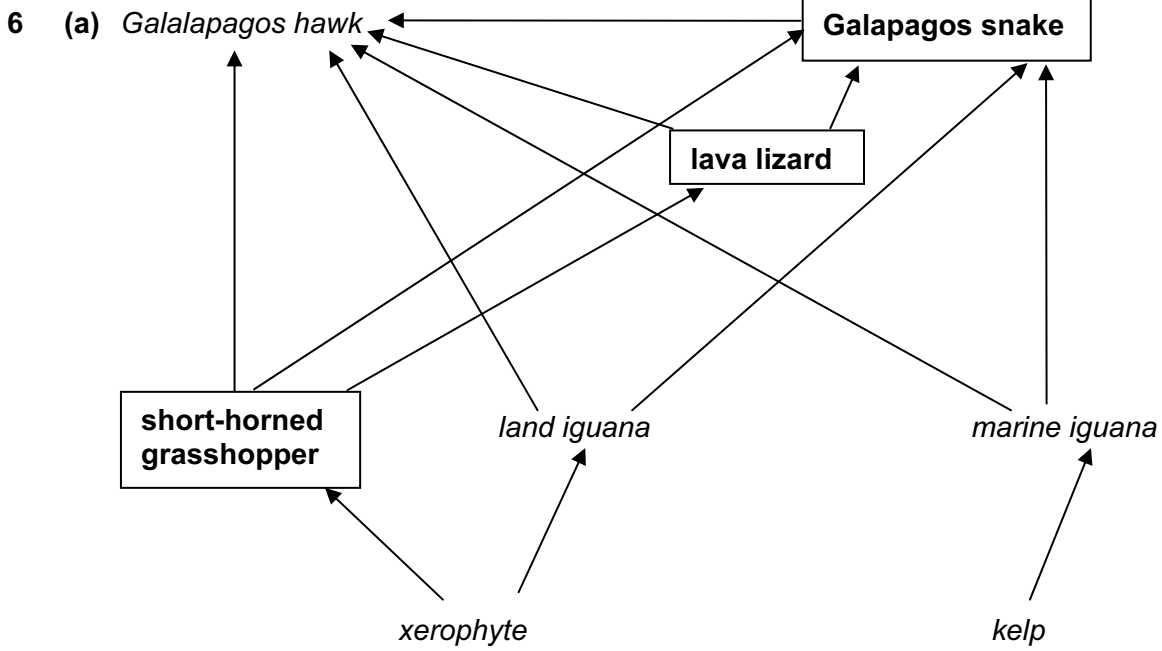 6 (a) Galalapagos hawk
Galapagos snake
lava lizard
short-horned
grasshopper
land iguana
marine iguana
xerophyte
kelp